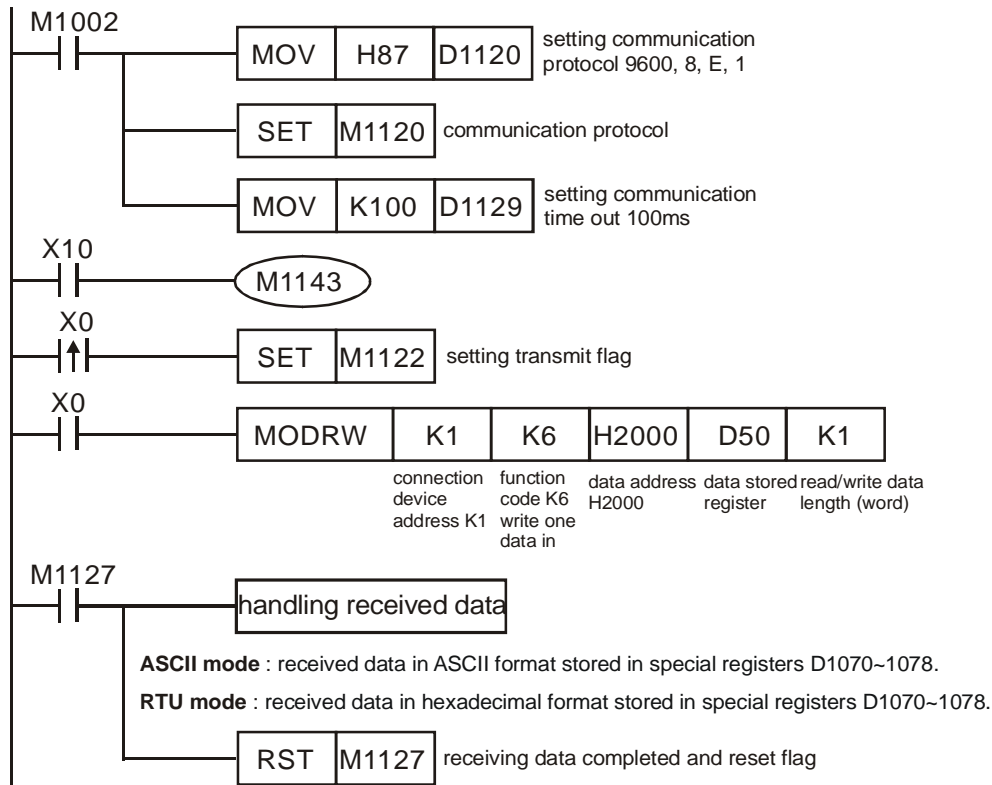 M1002
MOV H87 D1120
setting communication
protocol 9600, 8, E, 1
SET M1120
communication protocol
MOV K100 D1129
setting communication
time out 100ms
X10
M1143
X0
SET M1122
setting transmit flag
X0
MODRW K1 K6 H2000 D50 K1
connection
device
address K1
function
code K6
write one
data in
data address
H2000
data stored
register
read/write data
length (word)
M1127
handling received data
ASCII mode : received data in ASCII format stored in special registers D1070~1078.
RTU mode : received data in hexadecimal format stored in special registers D1070~1078.
RST M1127
receiving data completed and reset flag